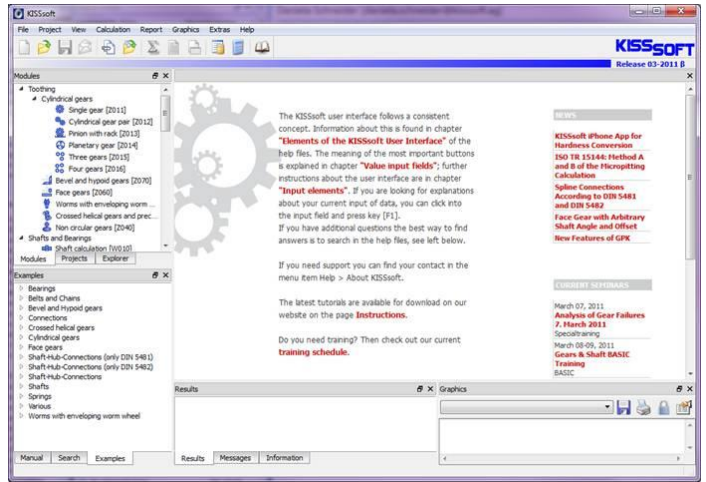 KISSsoft
File Project View Calculation Report Graphics Extras Help
KISSSOFT
Release 03-2011 β
Modules
Toothing
Cylindrical gears
Single gear [Z011]
Cylindrical gear pair [Z012]
Pinion with rack [Z013]
Planetary gear [Z014]
Three gears [Z015]
Four gears [Z016]
Bevel and hypoid gears [Z070]
Face gears [Z060]
Worms with enveloping worm ...
Crossed helical gears and prec...
Non circular gears [Z040]
Shafts and Bearings
Shaft calculation [W010]
Modules Projects Explorer
Examples
Bearings
Belts and Chains
Bevel and Hypoid gears
Connections
Crossed helical gears
Cylindrical gears
Face gears
Shaft-Hub-Connections (only DIN 5481)
Shaft-Hub-Connections (only DIN 5482)
Shaft-Hub-Connections
Shafts
Springs
Various
Worms with enveloping worm wheel
Manual Search Examples
The KISSsoft user interface follows a consistent
concept. Information about this is found in chapter
"Elements of the KISSsoft User Interface" of the
help files. The meaning of the most important buttons
is explained in chapter "Value input fields"; further
instructions about the user interface are in chapter
"Input elements". If you are looking for explanations
about your current input of data, you can click into
the input field and press key [F1].
If you have additional questions the best way to find
answers is to search in the help files, see left below.
If you need support you can find your contact in the
menu item Help > About KISSsoft.
The latest tutorials are available for download on our
website on the page Instructions.
Do you need training? Then check out our current
training schedule.
NEWS
KISSsoft iPhone App for
Hardness Conversion
ISO TR 15144: Method A
and B of the Micropitting
Calculation
Spline Connections
According to DIN 5481
and DIN 5482
Face Gear with Arbitrary
Shaft Angle and Offset
New Features of GPK
CURRENT SEMINARS
March 07, 2011
Analysis of Gear Failures
7. March 2011
Specialtraining
March 08-09, 2011
Gears & Shaft BASIC
Training
BASIC
Results
Results Messages Information
Graphics